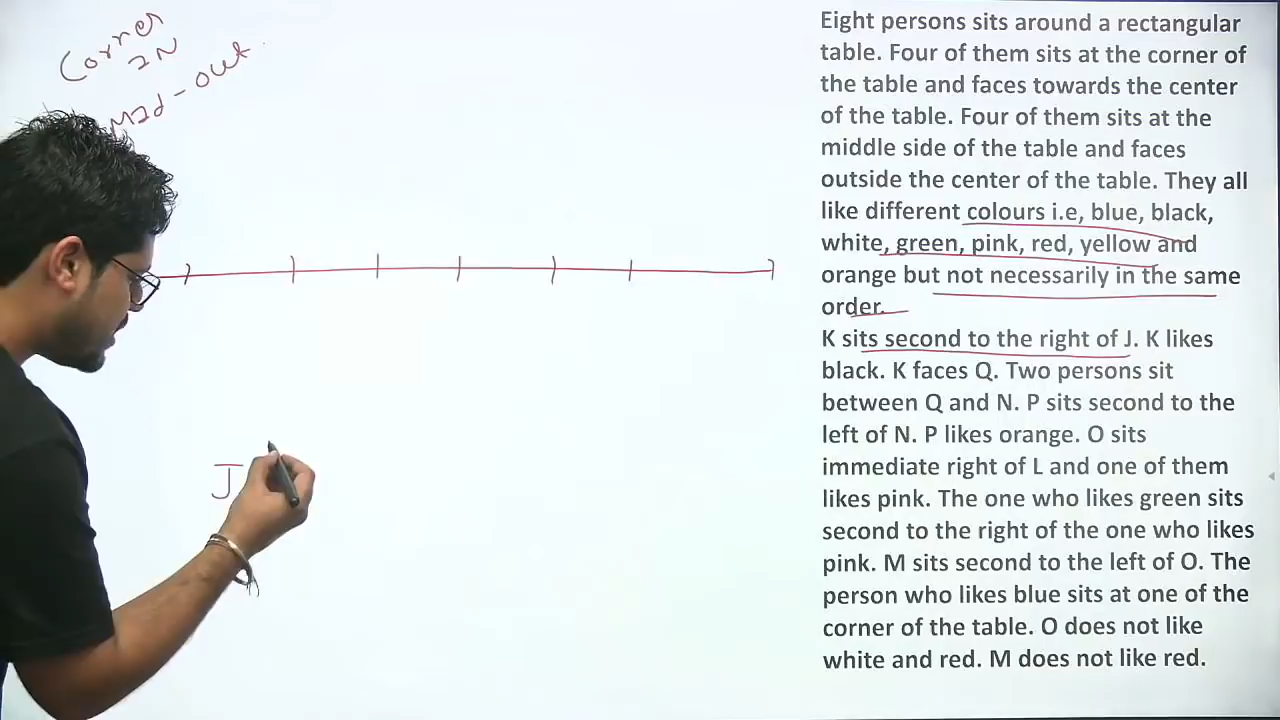 Corner
IN
Mid - out
J
Eight persons sits around a rectangular
table. Four of them sits at the corner of
the table and faces towards the center
of the table. Four of them sits at the
middle side of the table and faces
outside the center of the table. They all
like different colours i.e, blue, black,
white, green, pink, red, yellow and
orange but not necessarily in the same
order.
K sits second to the right of J. K likes
black. K faces Q. Two persons sit
between Q and N. P sits second to the
left of N. P likes orange. O sits
immediate right of L and one of them
likes pink. The one who likes green sits
second to the right of the one who likes
pink. M sits second to the left of O. The
person who likes blue sits at one of the
corner of the table. O does not like
white and red. M does not like red.